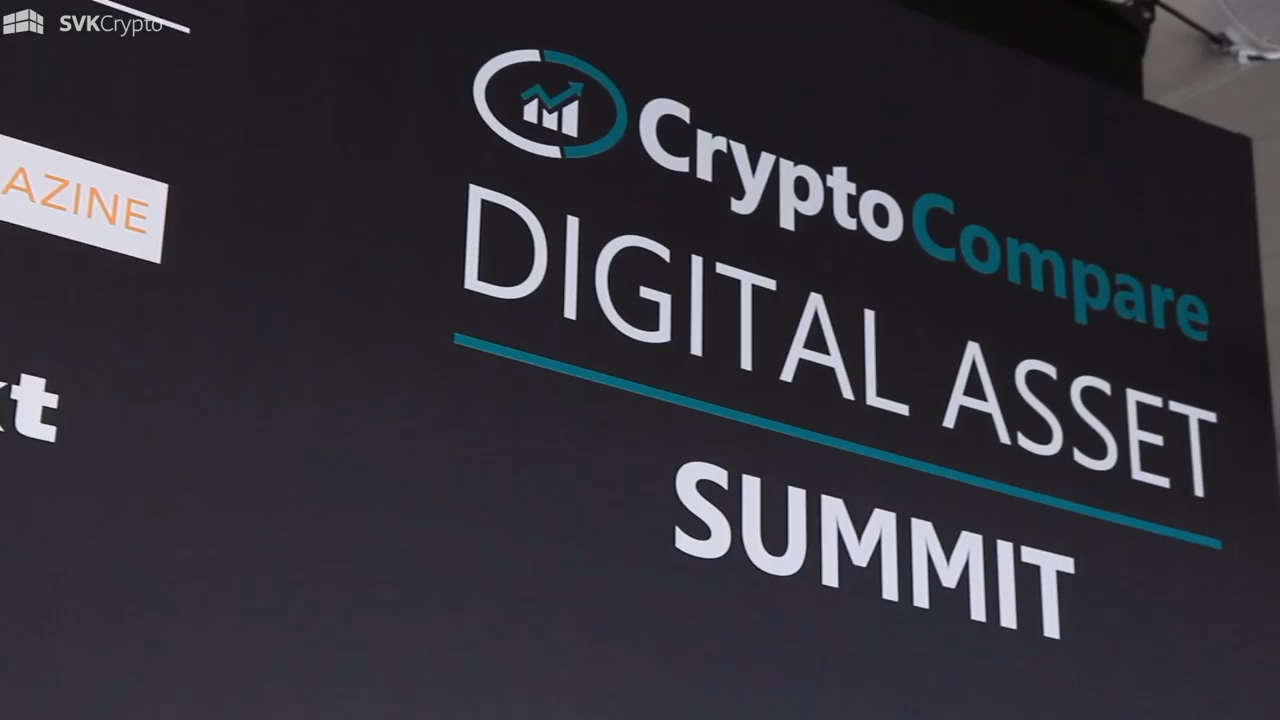 SVKCrypto
CryptoCompare
DIGITAL ASSET
SUMMIT
AZINE